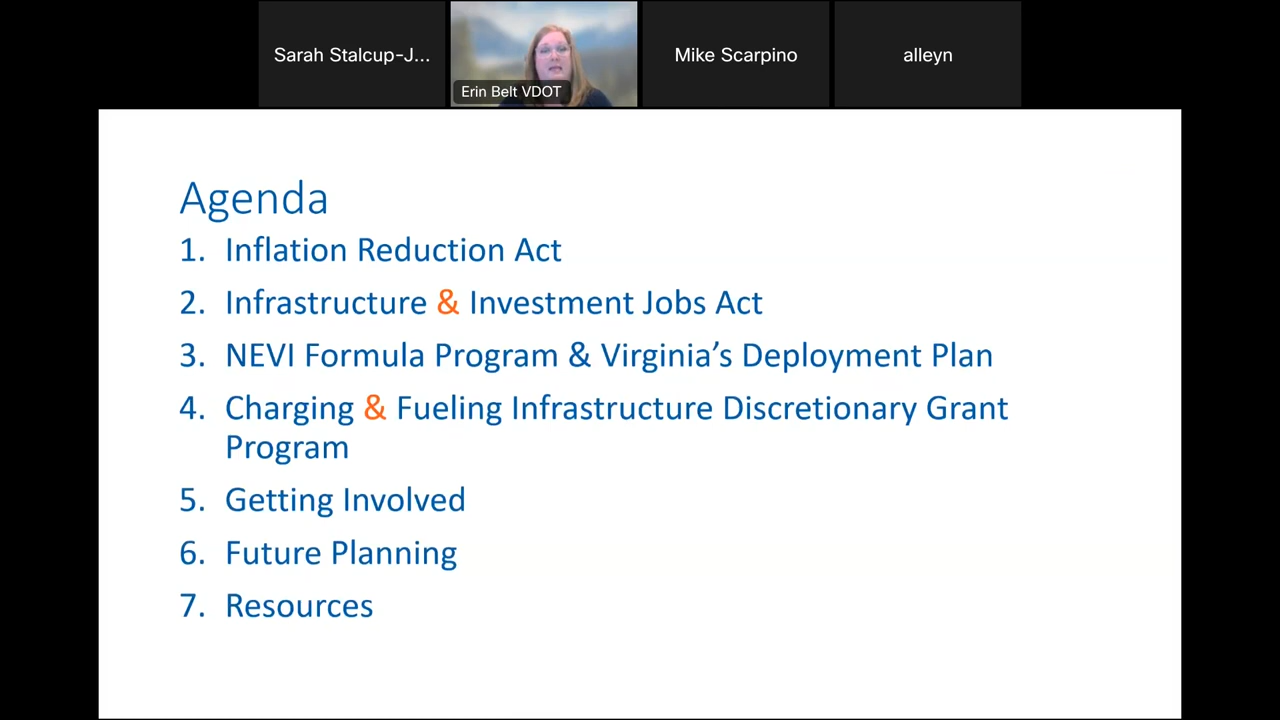 Sarah Stalcup-J...
Erin Belt VDOT
Mike Scarpino
alleyn
Agenda
1. Inflation Reduction Act
2. Infrastructure & Investment Jobs Act
3. NEVI Formula Program & Virginia’s Deployment Plan
4. Charging & Fueling Infrastructure Discretionary Grant
Program
5. Getting Involved
6. Future Planning
7. Resources